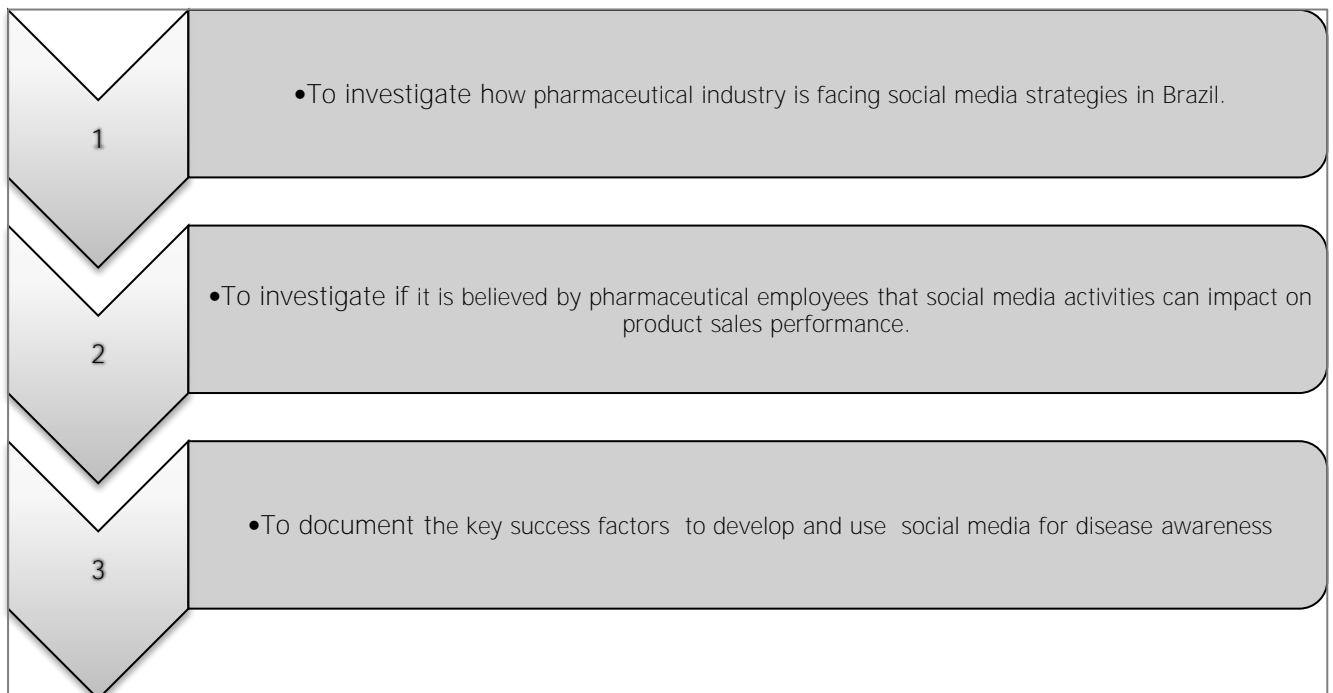 1
•To investigate how pharmaceutical industry is facing social media strategies in Brazil.
2
•To investigate if it is believed by pharmaceutical employees that social media activities can impact on
product sales performance.
3
•To document the key success factors to develop and use social media for disease awareness